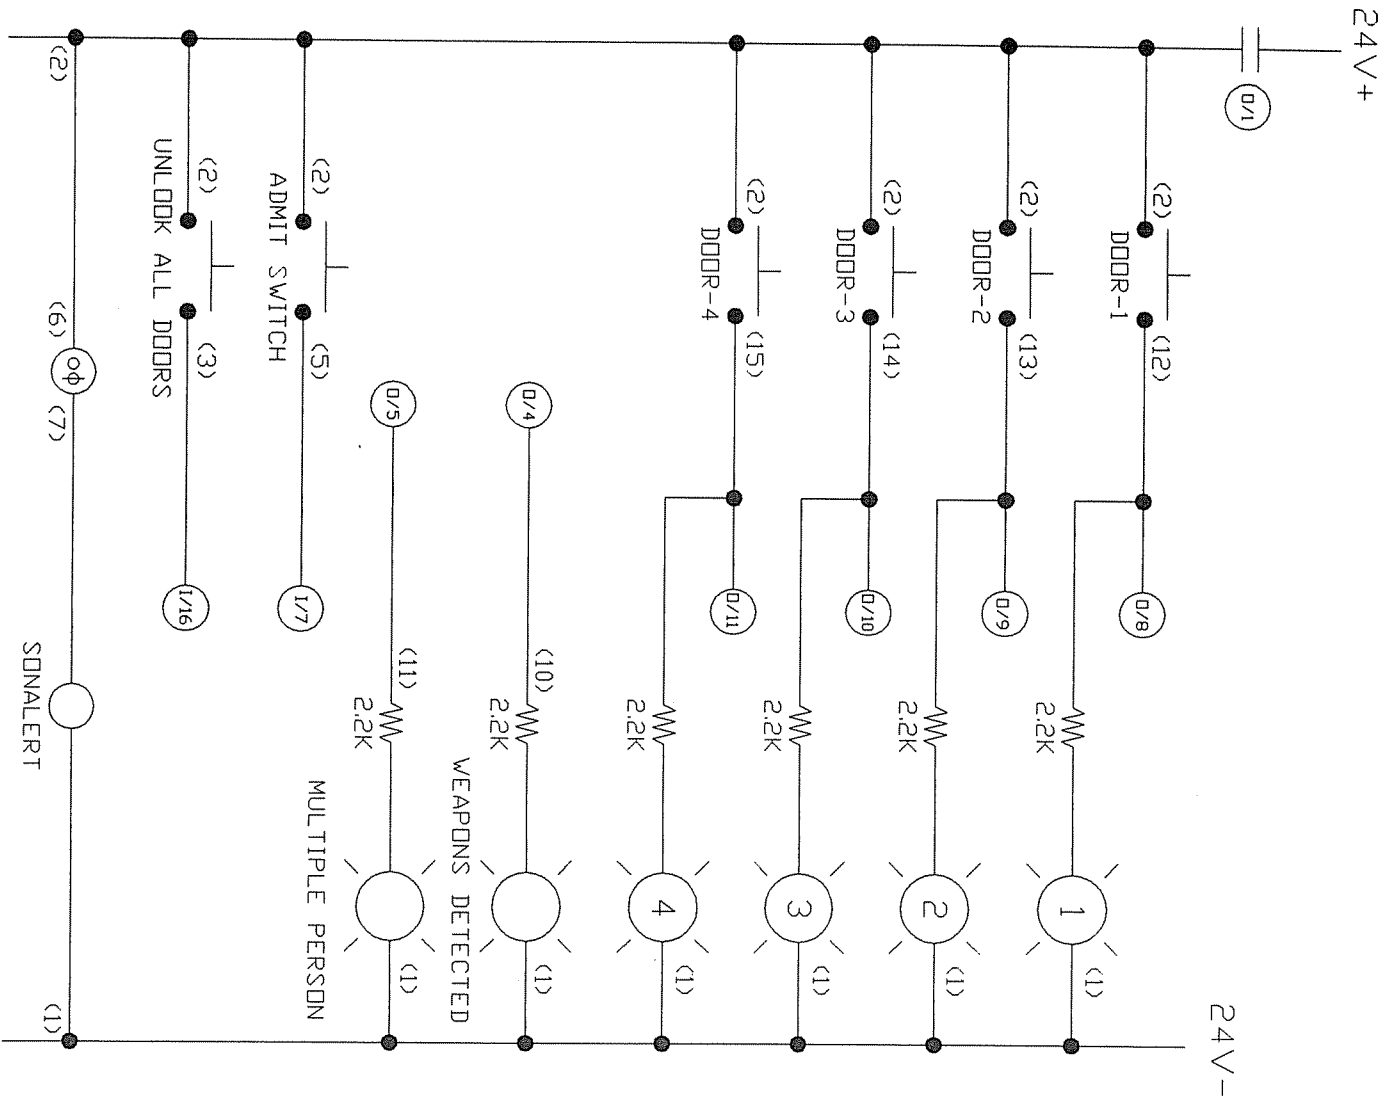 24V+
24V-
O/1
(2)
DOOR-1
(12)
O/8
2.2K
1
(1)
(2)
DOOR-2
(13)
O/9
2.2K
2
(1)
(2)
DOOR-3
(14)
O/10
2.2K
3
(1)
(2)
DOOR-4
(15)
O/11
2.2K
4
(1)
O/4
(10)
2.2K
(1)
WEAPONS DETECTED
O/5
(11)
2.2K
(1)
MULTIPLE PERSON
(2)
(5)
ADMIT SWITCH
I/7
(2)
(3)
UNLOOK ALL DOORS
I/16
(2)
(6)
(7)
(1)
SONALERT